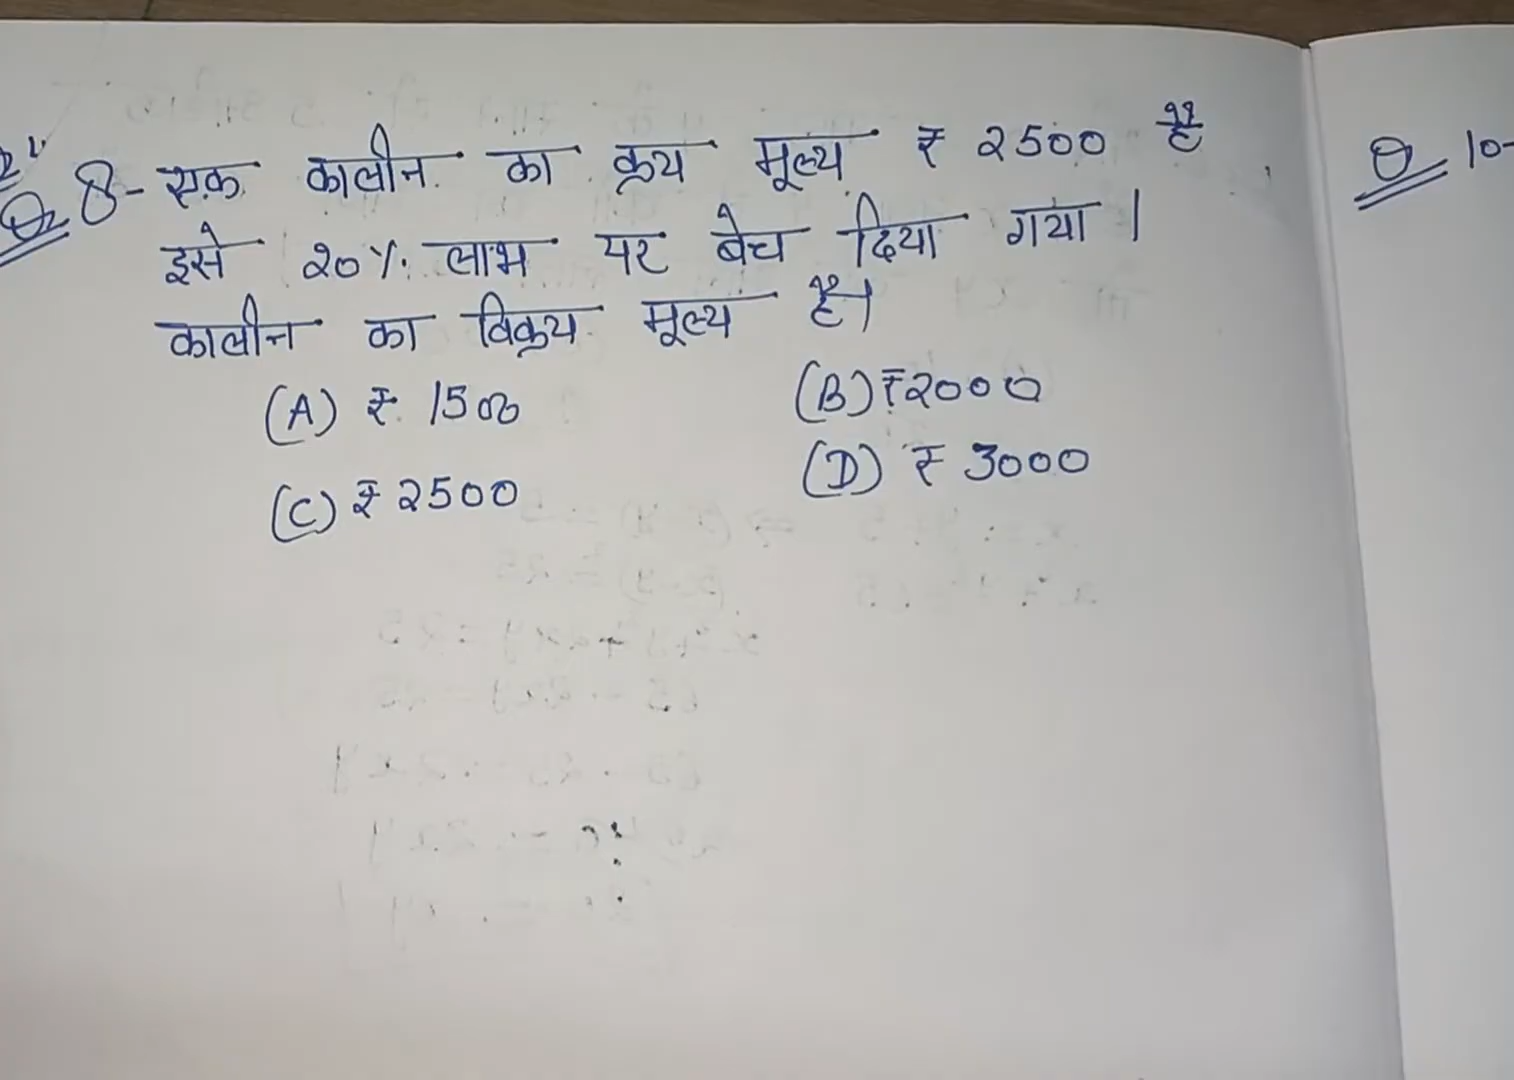 Q. 8- एक कालीन का क्रय मूल्य ₹ 2500 है
इसे 20%. लाभ पर बेच दिया गया।
कालीन का विक्रय मूल्य है।
(A) ₹ 1500 (B) ₹ 2000
(C) ₹ 2500 (D) ₹ 3000
Q 10-